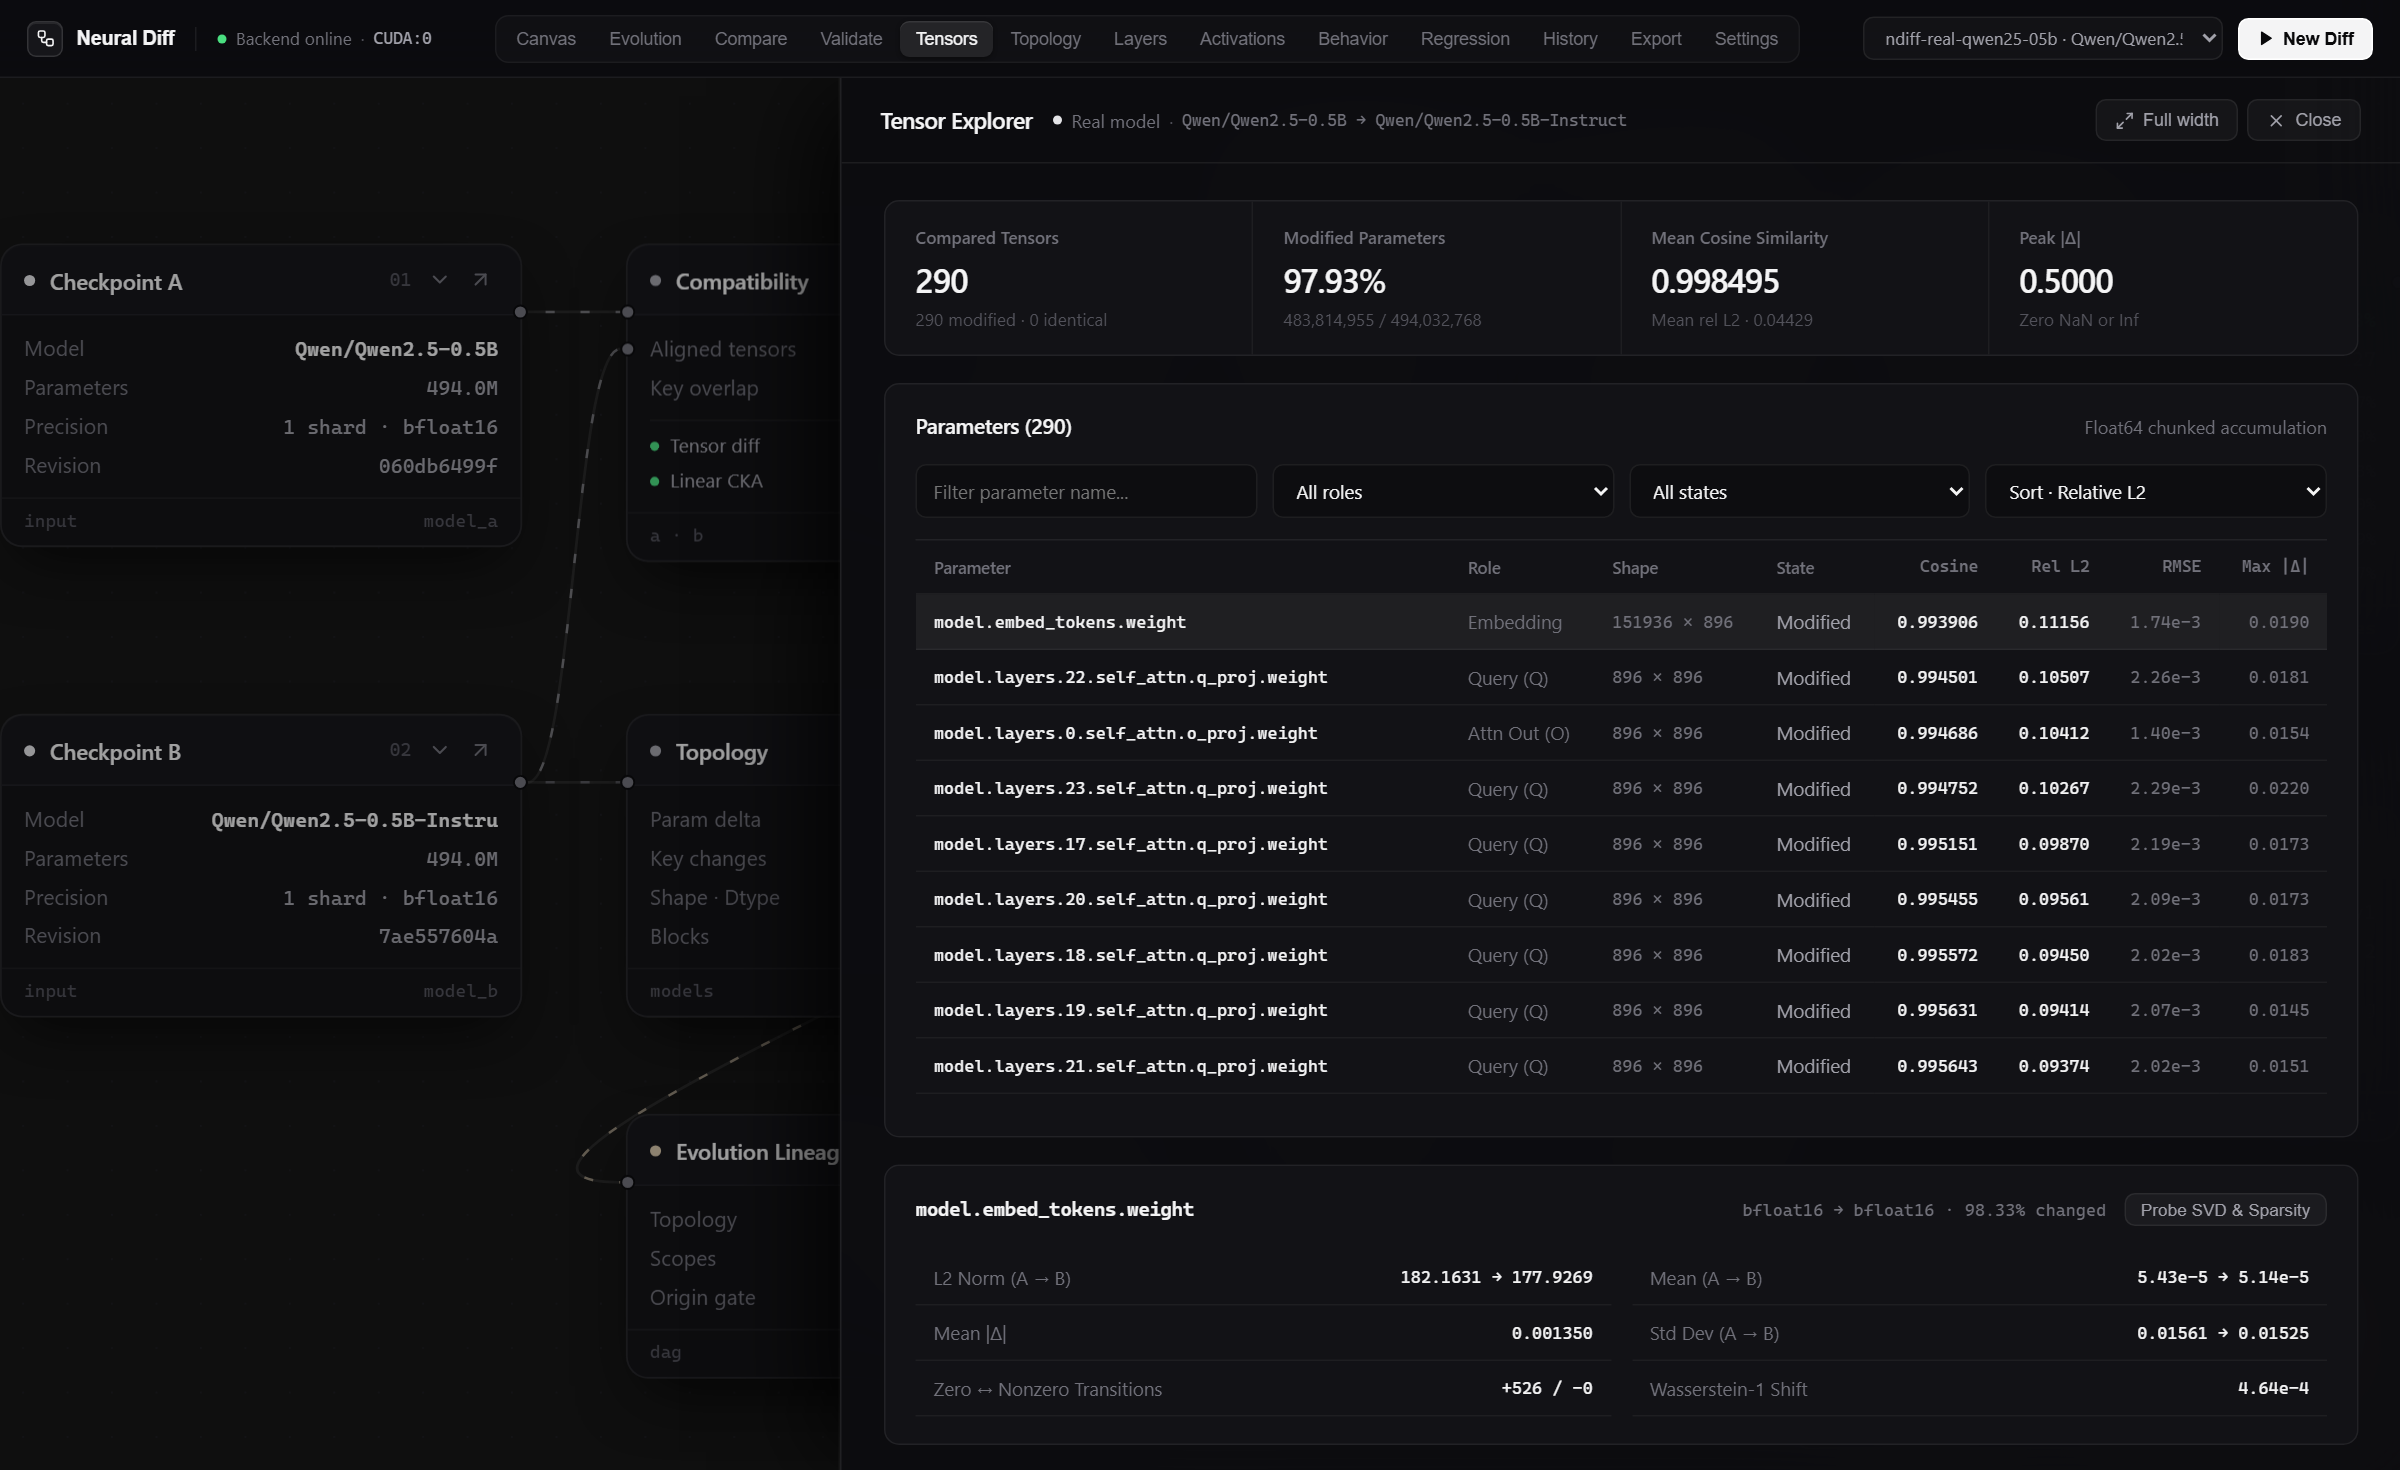 Neural Diff
Backend online · CUDA:0
Canvas Evolution Compare Validate Tensors Topology Layers Activations Behavior Regression History Export Settings
ndiff-real-qwen25-05b · Qwen/Qwen2.
New Diff
Checkpoint A 01
Model Qwen/Qwen2.5-0.5B
Parameters 494.0M
Precision 1 shard · bfloat16
Revision 060db6499f
input model_a
Compatibility
Aligned tensors
Key overlap
Tensor diff
Linear CKA
a · b
Checkpoint B 02
Model Qwen/Qwen2.5-0.5B-Instru
Parameters 494.0M
Precision 1 shard · bfloat16
Revision 7ae557604a
input model_b
Topology
Param delta
Key changes
Shape · Dtype
Blocks
models
Evolution Lineag
Topology
Scopes
Origin gate
dag
Tensor Explorer Real model · Qwen/Qwen2.5-0.5B → Qwen/Qwen2.5-0.5B-Instruct
Full width
Close
Compared Tensors
290
290 modified · 0 identical
Modified Parameters
97.93%
483,814,955 / 494,032,768
Mean Cosine Similarity
0.998495
Mean rel L2 · 0.04429
Peak |Δ|
0.5000
Zero NaN or Inf
Parameters (290) Float64 chunked accumulation
Filter parameter name...
All roles
All states
Sort · Relative L2
Parameter Role Shape State Cosine Rel L2 RMSE Max |Δ|
model.embed_tokens.weight Embedding 151936 × 896 Modified 0.993906 0.11156 1.74e-3 0.0190
model.layers.22.self_attn.q_proj.weight Query (Q) 896 × 896 Modified 0.994501 0.10507 2.26e-3 0.0181
model.layers.0.self_attn.o_proj.weight Attn Out (O) 896 × 896 Modified 0.994686 0.10412 1.40e-3 0.0154
model.layers.23.self_attn.q_proj.weight Query (Q) 896 × 896 Modified 0.994752 0.10267 2.29e-3 0.0220
model.layers.17.self_attn.q_proj.weight Query (Q) 896 × 896 Modified 0.995151 0.09870 2.19e-3 0.0173
model.layers.20.self_attn.q_proj.weight Query (Q) 896 × 896 Modified 0.995455 0.09561 2.09e-3 0.0173
model.layers.18.self_attn.q_proj.weight Query (Q) 896 × 896 Modified 0.995572 0.09450 2.02e-3 0.0183
model.layers.19.self_attn.q_proj.weight Query (Q) 896 × 896 Modified 0.995631 0.09414 2.07e-3 0.0145
model.layers.21.self_attn.q_proj.weight Query (Q) 896 × 896 Modified 0.995643 0.09374 2.02e-3 0.0151
model.embed_tokens.weight bfloat16 → bfloat16 · 98.33% changed Probe SVD & Sparsity
L2 Norm (A → B) 182.1631 → 177.9269 Mean (A → B) 5.43e-5 → 5.14e-5
Mean |Δ| 0.001350 Std Dev (A → B) 0.01561 → 0.01525
Zero ↔ Nonzero Transitions +526 / -0 Wasserstein-1 Shift 4.64e-4